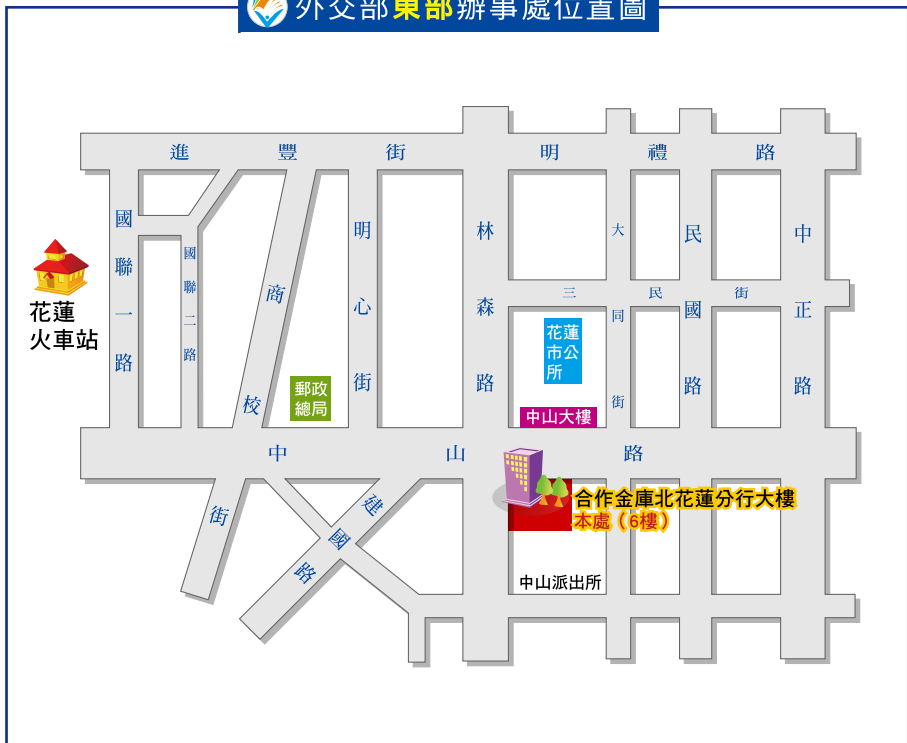 外交部東部辦事處位置圖
進豐街
明禮路
國聯一路
國聯二路
商校街
明心街
林森路
大同街
民國路
中正路
三民街
花蓮
火車站
郵政
總局
花蓮
市公
所
中山大樓
中山路
建國路
合作金庫北花蓮分行大樓
本處（6樓）
中山派出所